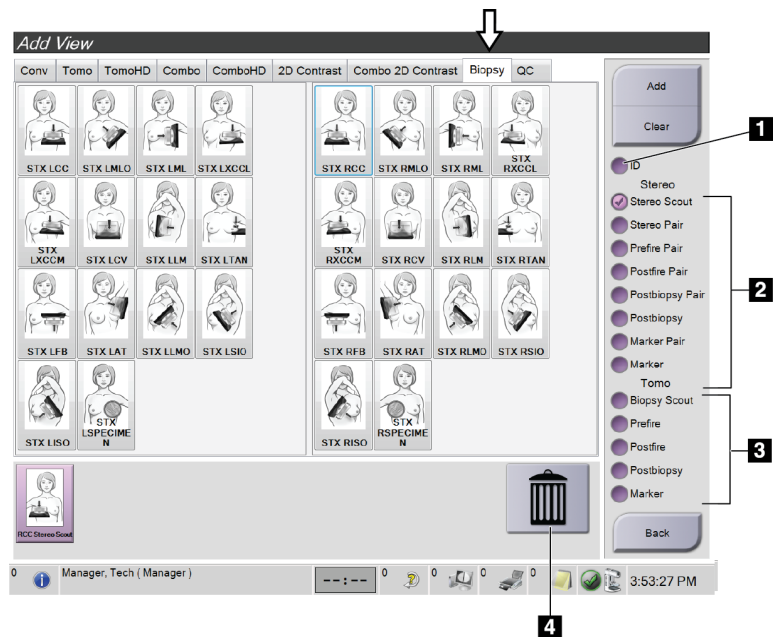 Add View
Conv Tomo TomoHD Combo ComboHD 2D Contrast Combo 2D Contrast Biopsy QC
STX LCC STX LMLO STX LML STX LXCCL
STX RCC STX RMLO STX RML STX RXCCL
STX LXCCM STX LCV STX LLM STX LTAN
STX RXCCM STX RCV STX RLM STX RTAN
STX LFB STX LAT STX LLMO STX LSIO
STX RFB STX RAT STX RLMO STX RSIO
STX LISO STX LSPECIME N
STX RISO STX RSPECIME N
RCC Stereo Scout
Add
Clear
ID
Stereo
Stereo Scout
Stereo Pair
Prefire Pair
Postfire Pair
Postbiopsy Pair
Postbiopsy
Marker Pair
Marker
Tomo
Biopsy Scout
Prefire
Postfire
Postbiopsy
Marker
Back
1
2
3
0 Manager, Tech ( Manager ) --:-- 0 0 0 0 3:53:27 PM
4